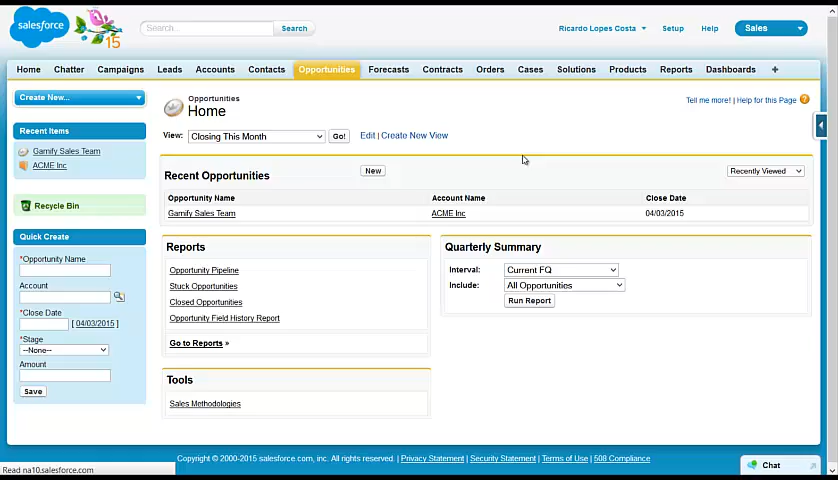 salesforce
15
Search...
Search
Ricardo Lopes Costa
Setup
Help
Sales
Home
Chatter
Campaigns
Leads
Accounts
Contacts
Opportunities
Forecasts
Contracts
Orders
Cases
Solutions
Products
Reports
Dashboards
+
Create New...
Recent Items
Gamify Sales Team
ACME Inc
Recycle Bin
Quick Create
*Opportunity Name
Account
*Close Date
[ 04/03/2015 ]
*Stage
--None--
Amount
Save
Opportunities
Home
Tell me more! | Help for this Page ?
View: Closing This Month Go! Edit | Create New View
Recent Opportunities
New
Recently Viewed
Opportunity Name Account Name Close Date
Gamify Sales Team ACME Inc 04/03/2015
Reports
Opportunity Pipeline
Stuck Opportunities
Closed Opportunities
Opportunity Field History Report
Go to Reports »
Quarterly Summary
Interval: Current FQ
Include: All Opportunities
Run Report
Tools
Sales Methodologies
Copyright © 2000-2015 salesforce.com, inc. All rights reserved. | Privacy Statement | Security Statement | Terms of Use | 508 Compliance
Chat
Read na10.salesforce.com